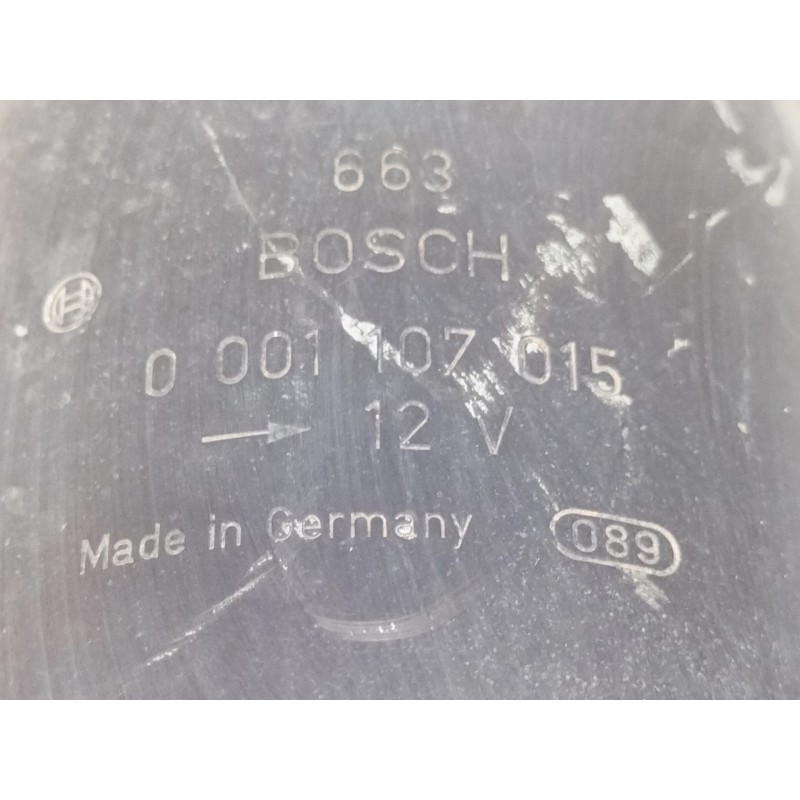 663
BOSCH
0 001 107 015
12 V
Made in Germany 089